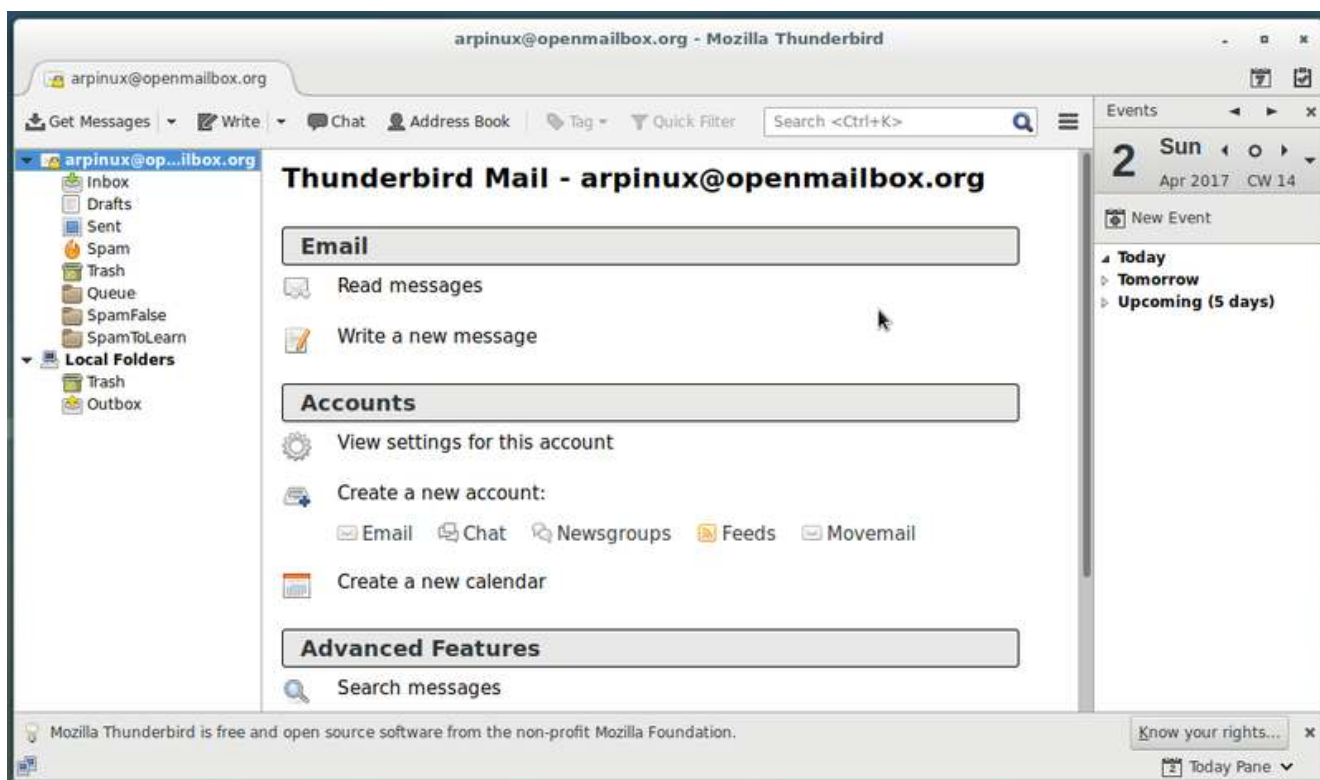 arpinux@openmailbox.org - Mozilla Thunderbird
arpinux@openmailbox.org
Get Messages Write Chat Address Book Tag Quick Filter Search <Ctrl+K>
arpinux@op...ilbox.org
Inbox
Drafts
Sent
Spam
Trash
Queue
SpamFalse
SpamToLearn
Local Folders
Trash
Outbox
Thunderbird Mail - arpinux@openmailbox.org
Email
Read messages
Write a new message
Accounts
View settings for this account
Create a new account:
Email Chat Newsgroups Feeds Movemail
Create a new calendar
Advanced Features
Search messages
Events
2 Sun
Apr 2017 CW 14
New Event
Today
Tomorrow
Upcoming (5 days)
Mozilla Thunderbird is free and open source software from the non-profit Mozilla Foundation.
Know your rights...
2 Today Pane